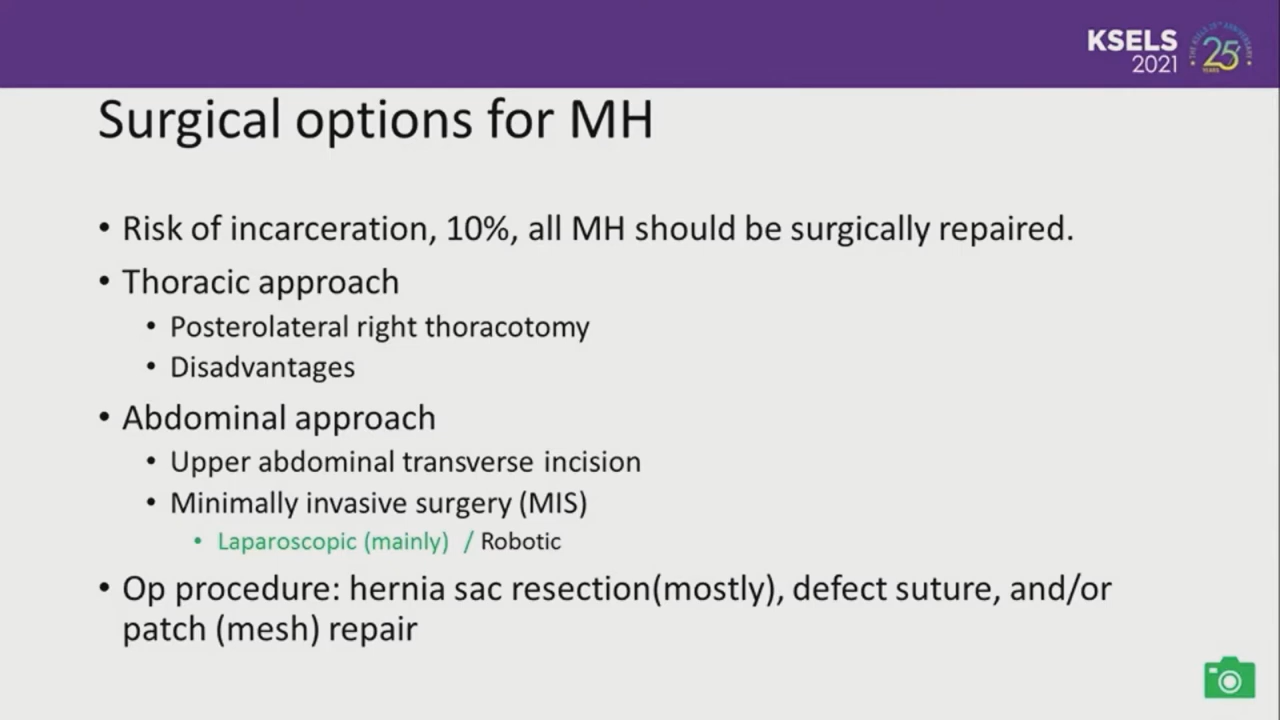 KSELS
2021
25
YEARS
Surgical options for MH
• Risk of incarceration, 10%, all MH should be surgically repaired.
• Thoracic approach
• Posterolateral right thoracotomy
• Disadvantages
• Abdominal approach
• Upper abdominal transverse incision
• Minimally invasive surgery (MIS)
• Laparoscopic (mainly) / Robotic
• Op procedure: hernia sac resection(mostly), defect suture, and/or
patch (mesh) repair